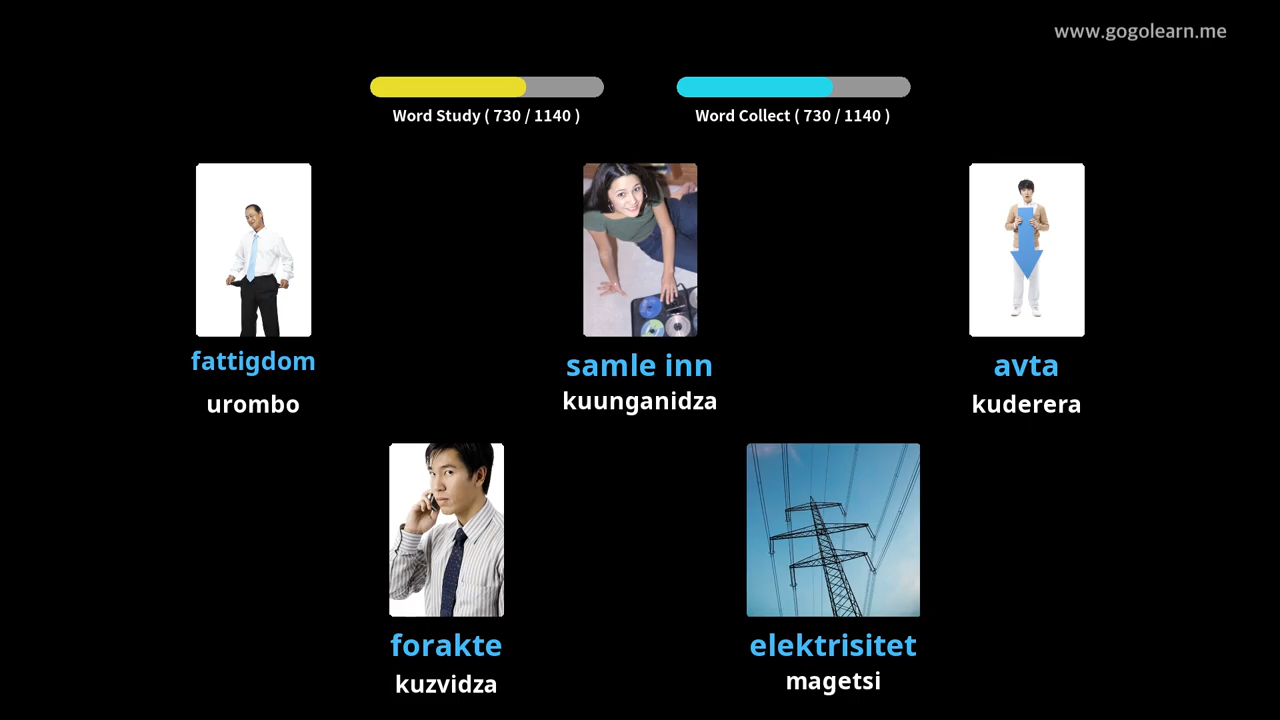 www.gogolearn.me
Word Study ( 730 / 1140 )
Word Collect ( 730 / 1140 )
fattigdom
urombo
samle inn
kuunganidza
avta
kuderera
forakte
kuzvidza
elektrisitet
magetsi